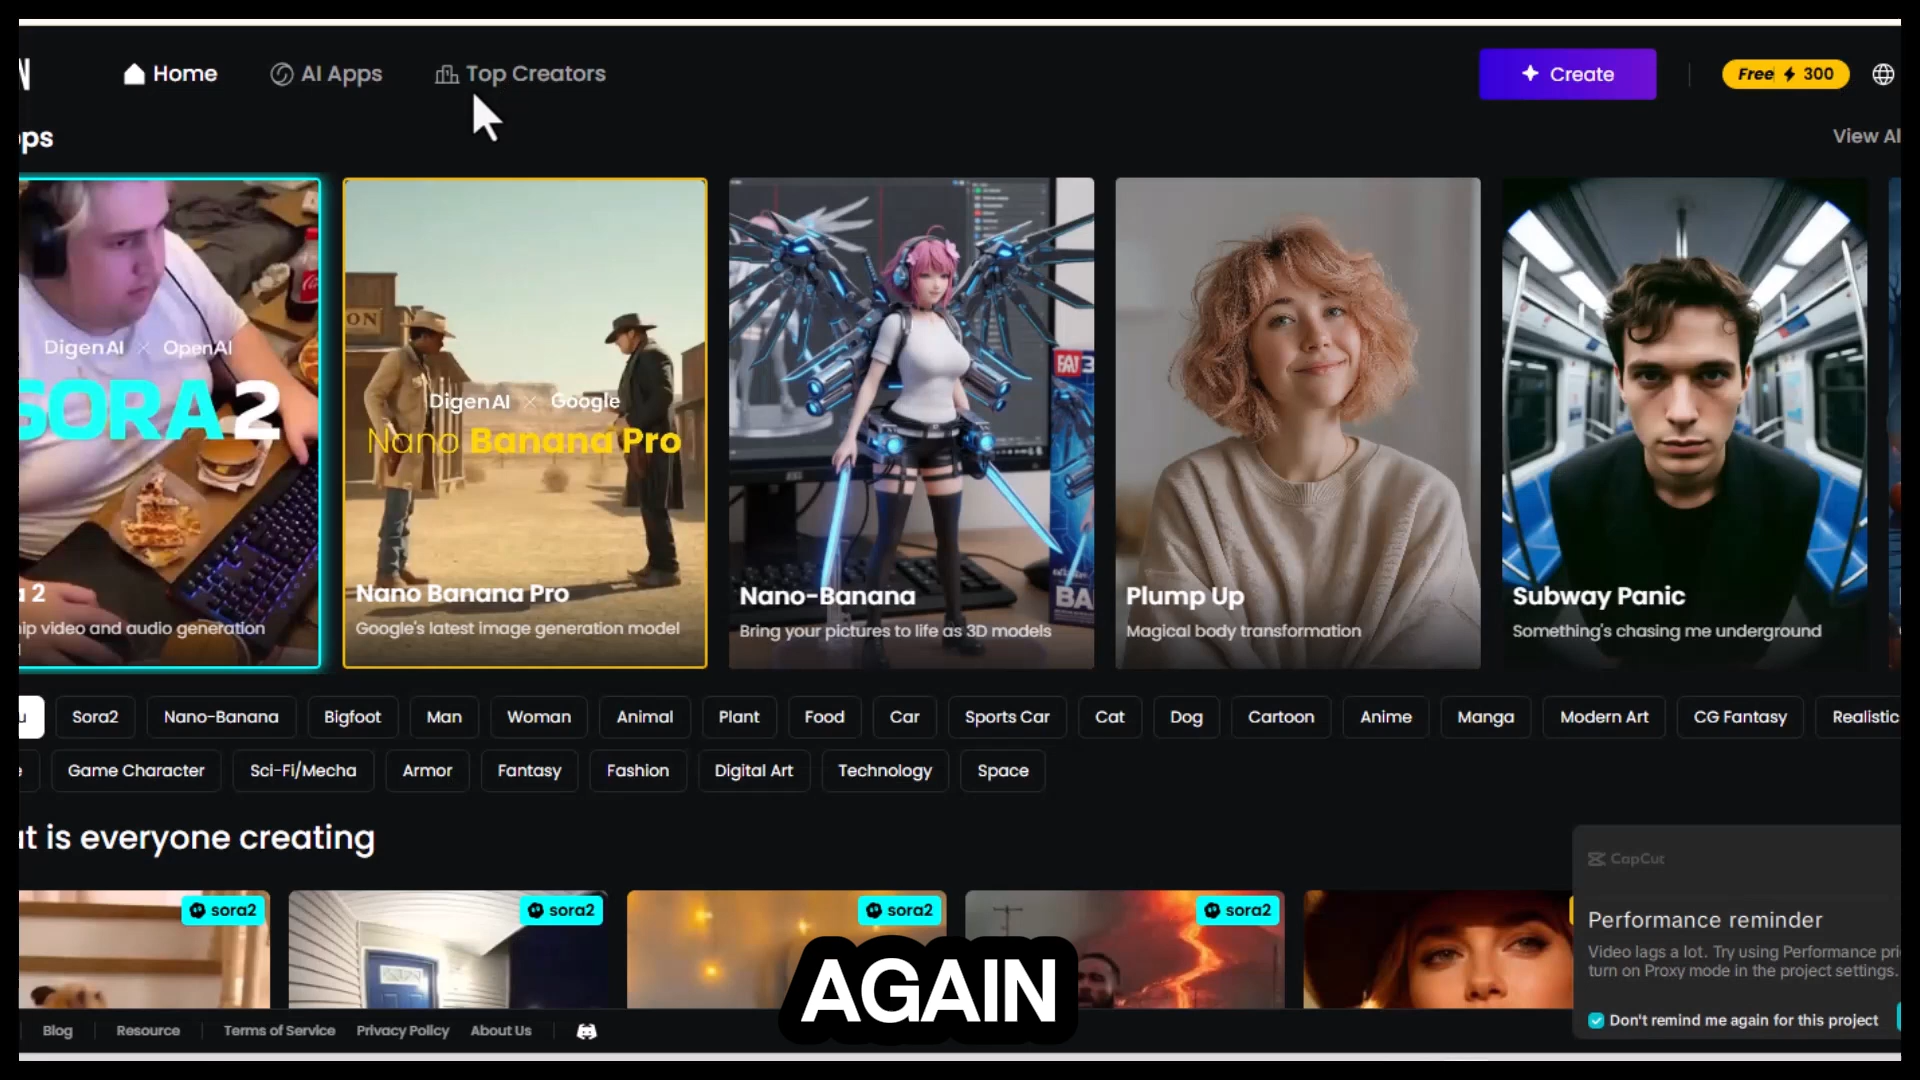 N
Home
AI Apps
Top Creators
Create
Free 300
ps
View Al
DigenAI × OpenAI
SORA 2
2
ip video and audio generation
ON
DigenAI × Google
Nano Banana Pro
Nano Banana Pro
Google's latest image generation model
Nano-Banana
Bring your pictures to life as 3D models
Plump Up
Magical body transformation
Subway Panic
Something's chasing me underground
u
Sora2
Nano-Banana
Bigfoot
Man
Woman
Animal
Plant
Food
Car
Sports Car
Cat
Dog
Cartoon
Anime
Manga
Modern Art
CG Fantasy
Realistic
e
Game Character
Sci-Fi/Mecha
Armor
Fantasy
Fashion
Digital Art
Technology
Space
at is everyone creating
sora2
sora2
sora2
sora2
AGAIN
CapCut
Performance reminder
Video lags a lot. Try using Performance pri
turn on Proxy mode in the project settings.
Don't remind me again for this project
Blog
Resource
Terms of Service
Privacy Policy
About Us